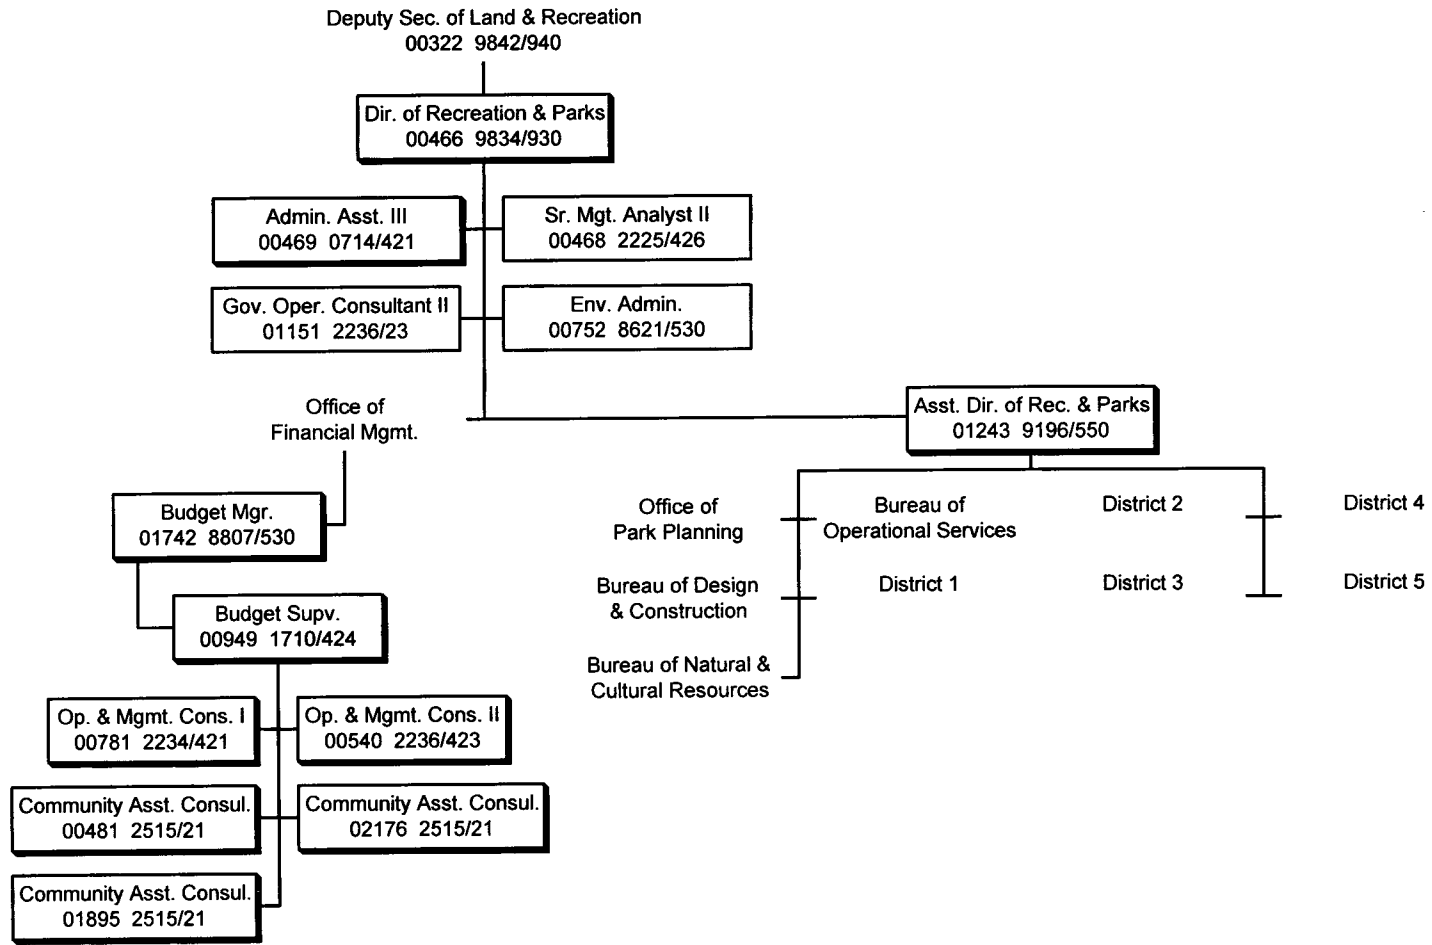 Deputy Sec. of Land & Recreation
00322 9842/940
Dir. of Recreation & Parks
00466 9834/930
Admin. Asst. III
00469 0714/421
Sr. Mgt. Analyst II
00468 2225/426
Gov. Oper. Consultant II
01151 2236/23
Env. Admin.
00752 8621/530
Office of
Financial Mgmt.
Asst. Dir. of Rec. & Parks
01243 9196/550
Budget Mgr.
01742 8807/530
Budget Supv.
00949 1710/424
Op. & Mgmt. Cons. I
00781 2234/421
Op. & Mgmt. Cons. II
00540 2236/423
Community Asst. Consul.
00481 2515/21
Community Asst. Consul.
02176 2515/21
Community Asst. Consul.
01895 2515/21
Office of
Park Planning
Bureau of
Operational Services
District 2
District 4
Bureau of Design
& Construction
District 1
District 3
District 5
Bureau of Natural &
Cultural Resources